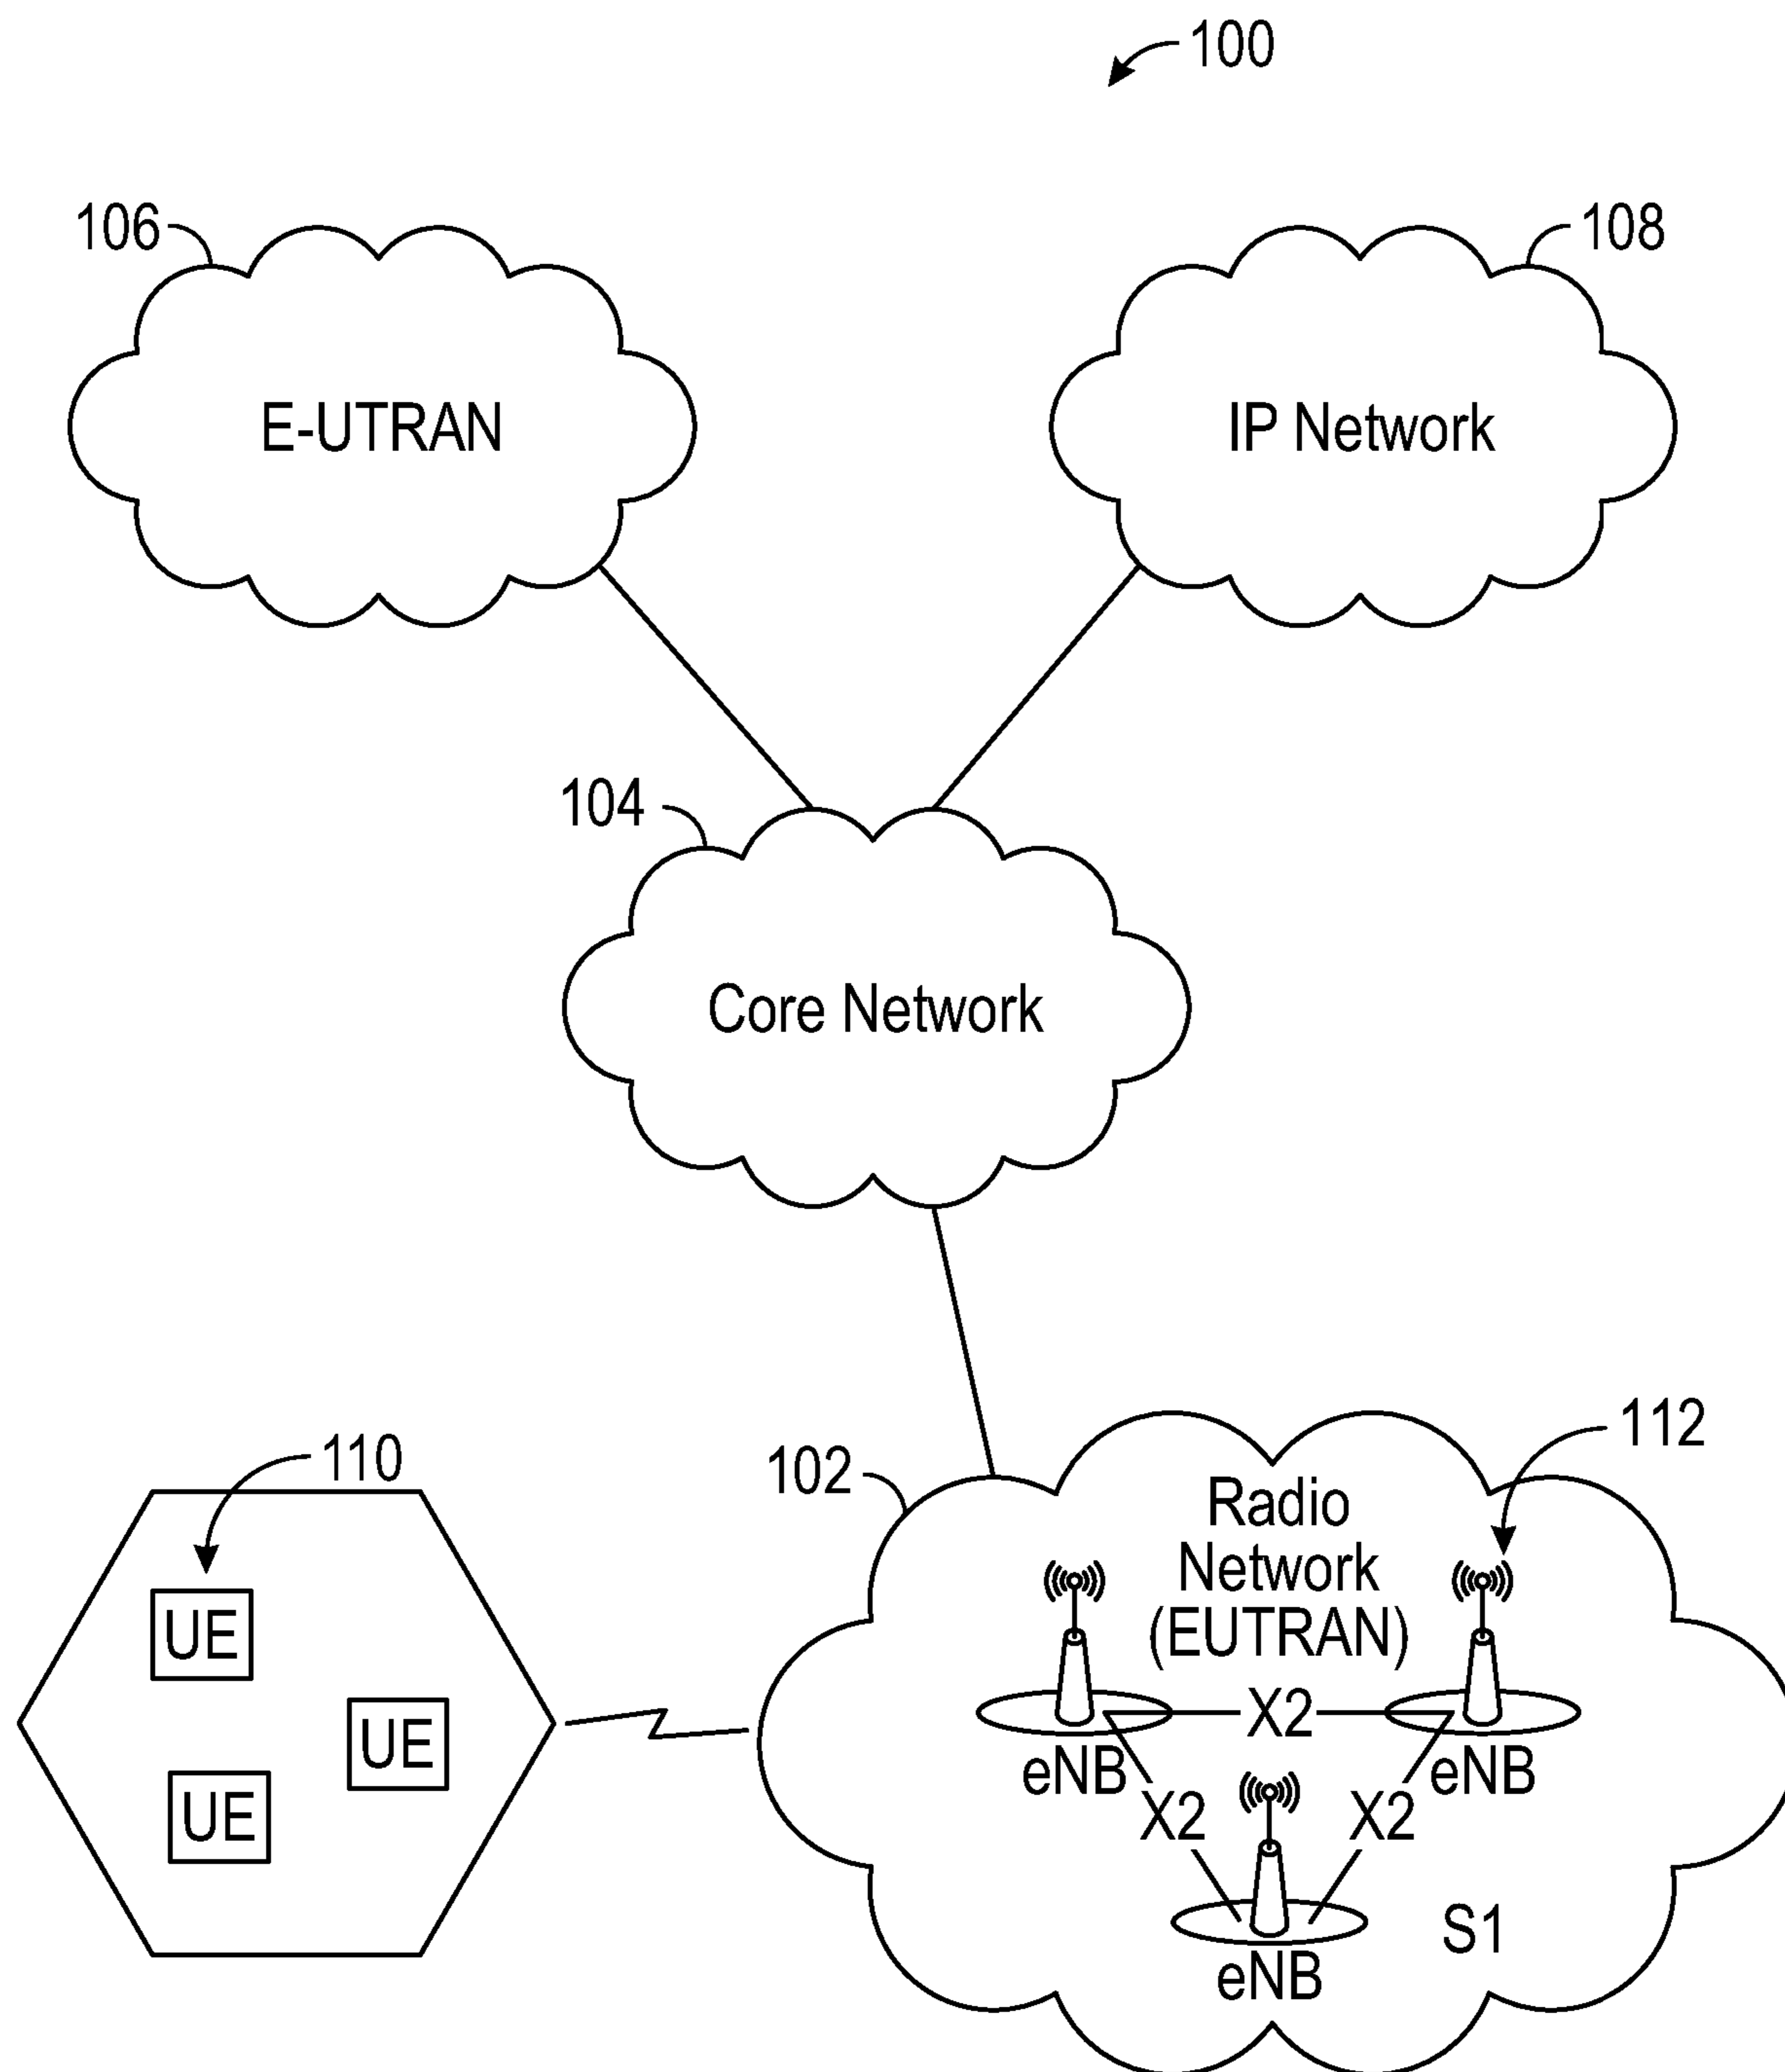 100
106
108
E-UTRAN
IP Network
104
Core Network
110
102
112
Radio
Network
(EUTRAN)
UE
UE
UE
X2
eNB
eNB
X2
X2
S1
eNB